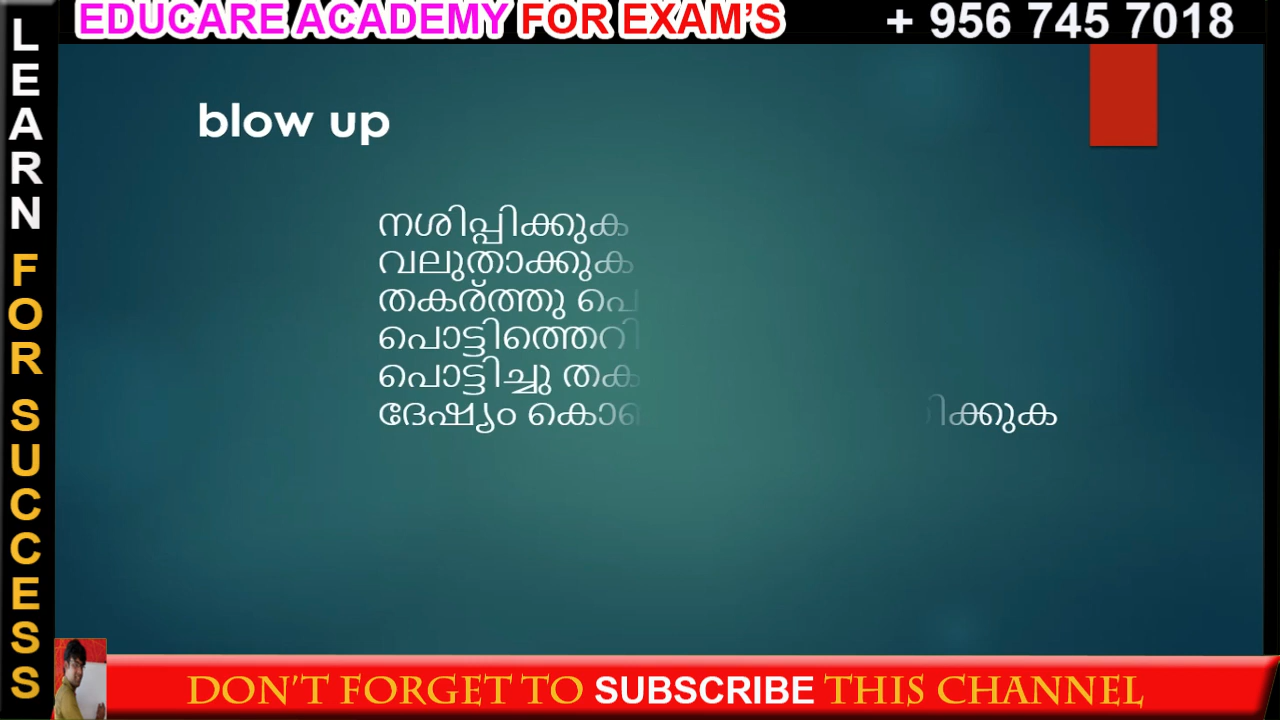 EDUCARE ACADEMY FOR EXAM'S
+ 956 745 7018
LEARN FOR SUCCESS
blow up
നശിപ്പിക്കുക
വലുതാക്കുക
തകര്ത്തു
പൊട്ടിച്ചു
ദേഷ്യം
DON'T FORGET TO SUBSCRIBE THIS CHANNEL